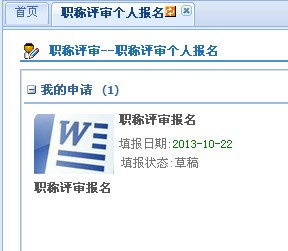 首页 职称评审个人报名
职称评审--职称评审个人报名
我的申请 (1)
职称评审报名
填报日期:2013-10-22
填报状态:草稿
职称评审报名